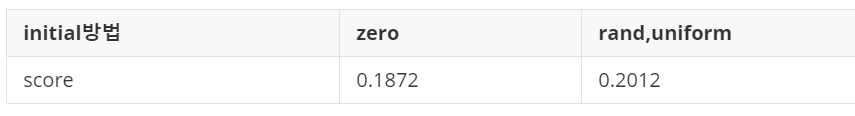 initial방법 zero rand,uniform
score 0.1872 0.2012